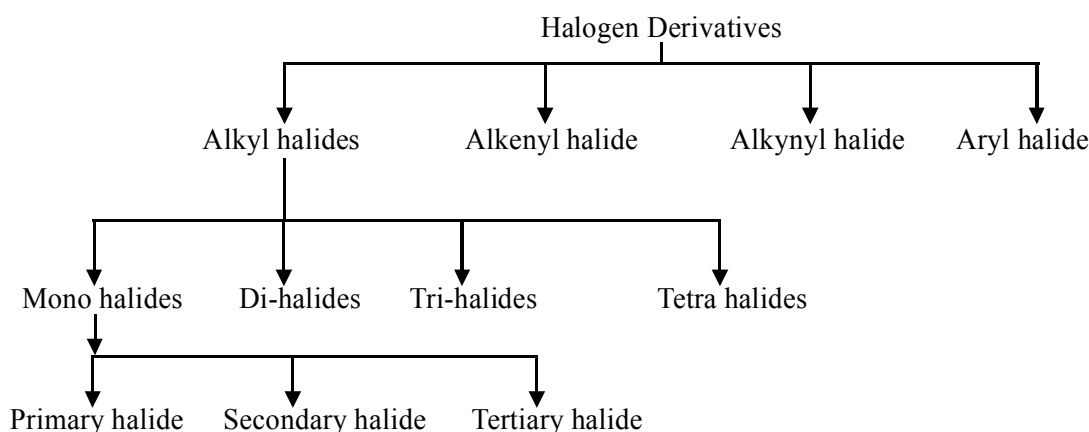 Halogen Derivatives
Alkyl halides Alkenyl halide Alkynyl halide Aryl halide
Mono halides Di-halides Tri-halides Tetra halides
Primary halide Secondary halide Tertiary halide